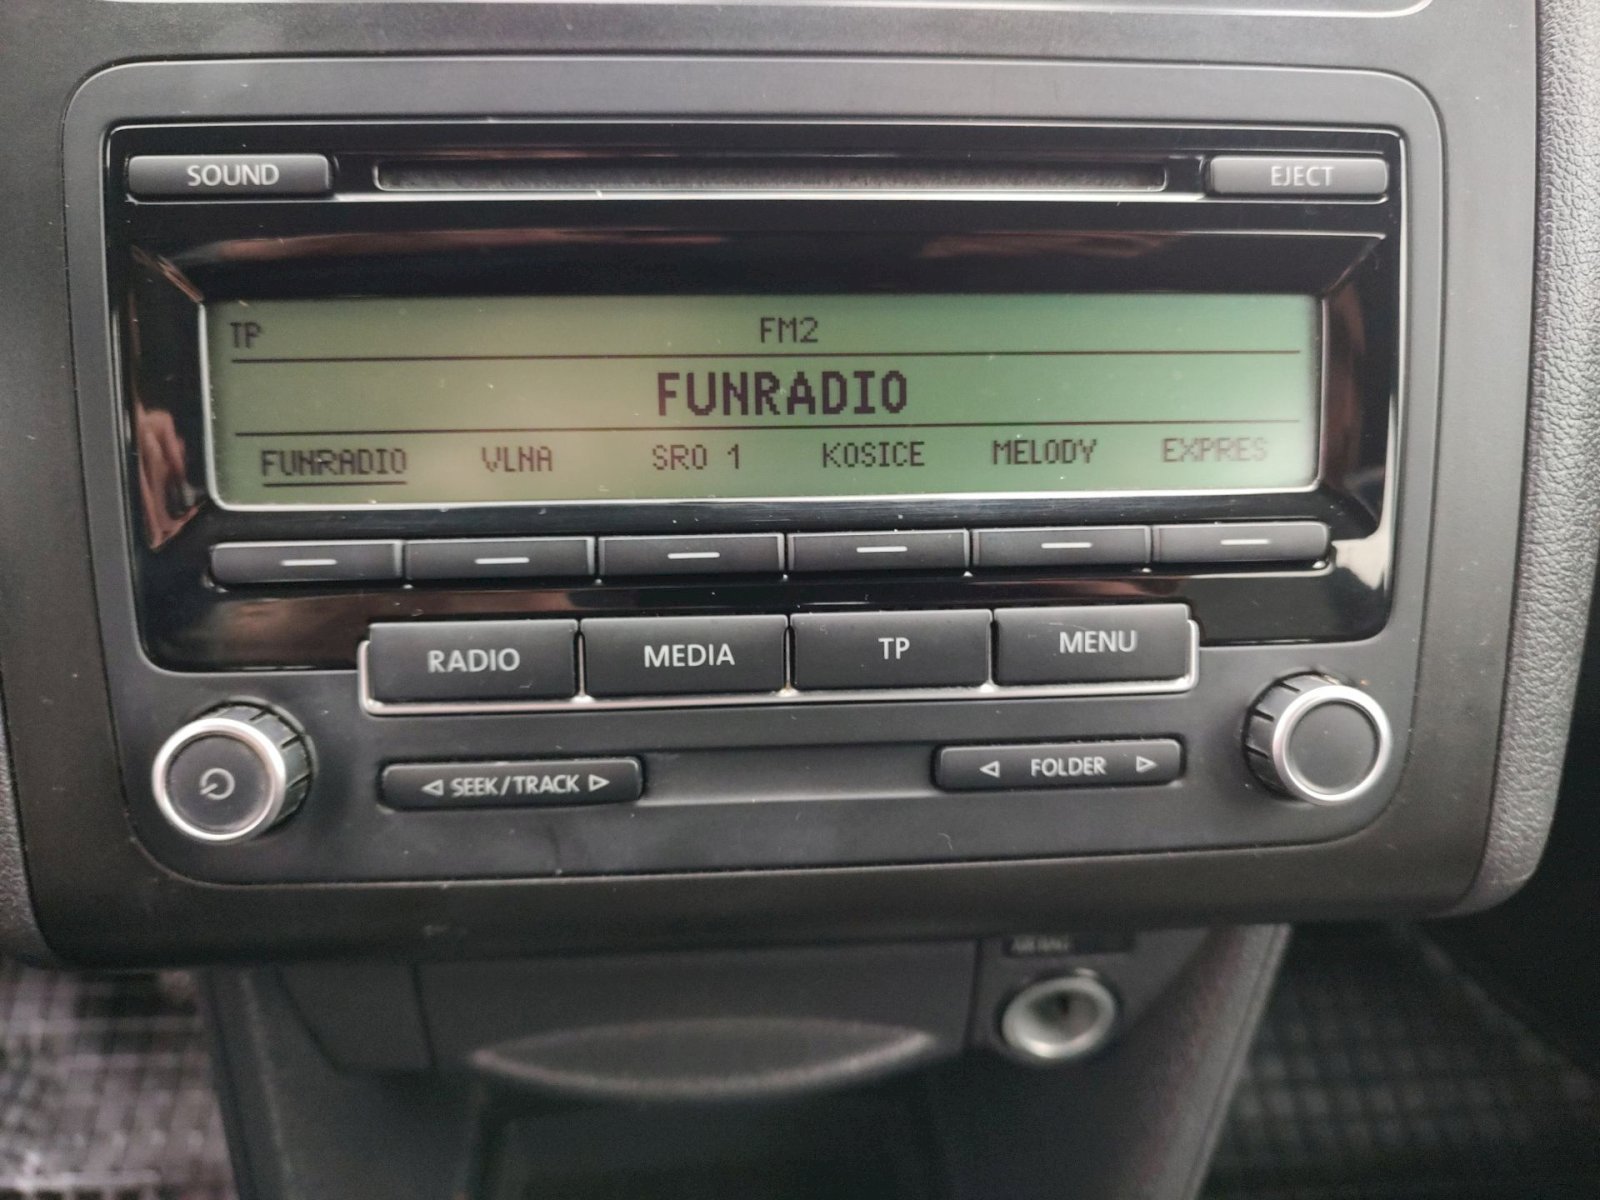 SOUND EJECT
TP FM2
FUNRADIO
FUNRADIO VLNA SRO 1 KOSICE MELODY EXPRES
RADIO MEDIA TP MENU
SEEK/TRACK FOLDER